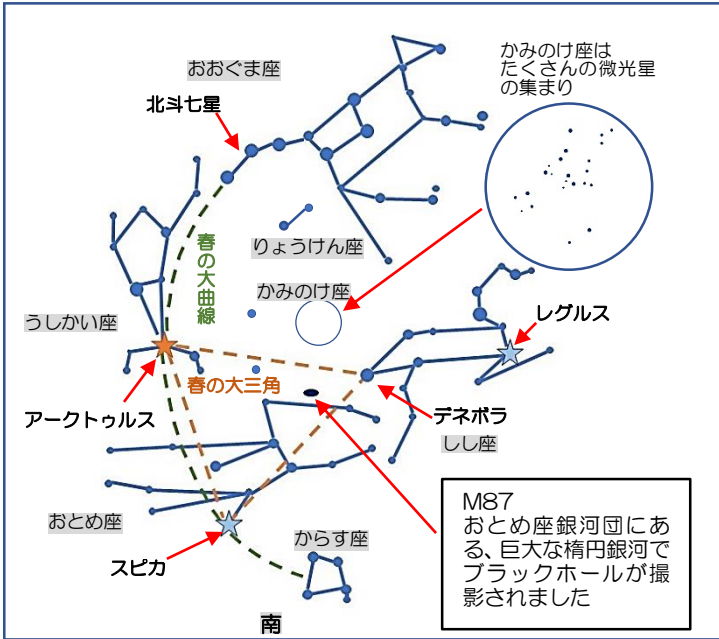 おおぐま座
北斗七星
かみのけ座は
たくさんの微光星
の集まり
りょうけん座
春の大曲線
かみのけ座
うしかい座
レグルス
春の大三角
アークトゥルス
デネボラ
しし座
おとめ座
からす座
スピカ
M87
おとめ座銀河団にあ
る、巨大な楕円銀河で
ブラックホールが撮
影されました
南